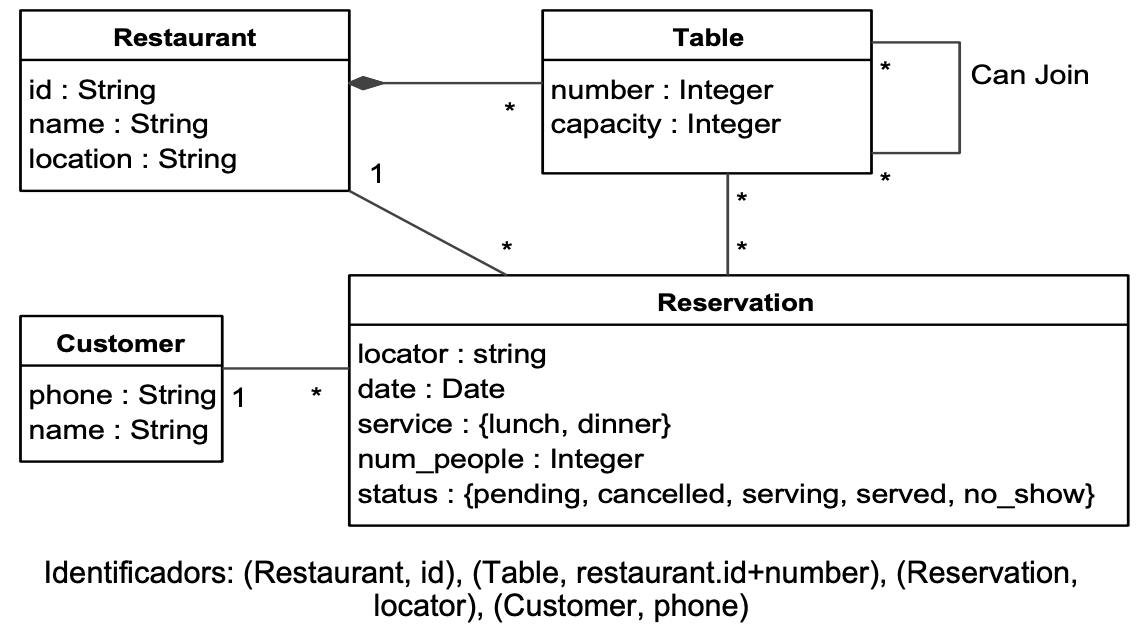 Restaurant
id : String
name : String
location : String
Table
number : Integer
capacity : Integer
*
Can Join
*
*
1
*
*
*
Reservation
locator : string
date : Date
service : {lunch, dinner}
num_people : Integer
status : {pending, cancelled, serving, served, no_show}
Customer
phone : String
name : String
1
*
Identificadors: (Restaurant, id), (Table, restaurant.id+number), (Reservation,
locator), (Customer, phone)